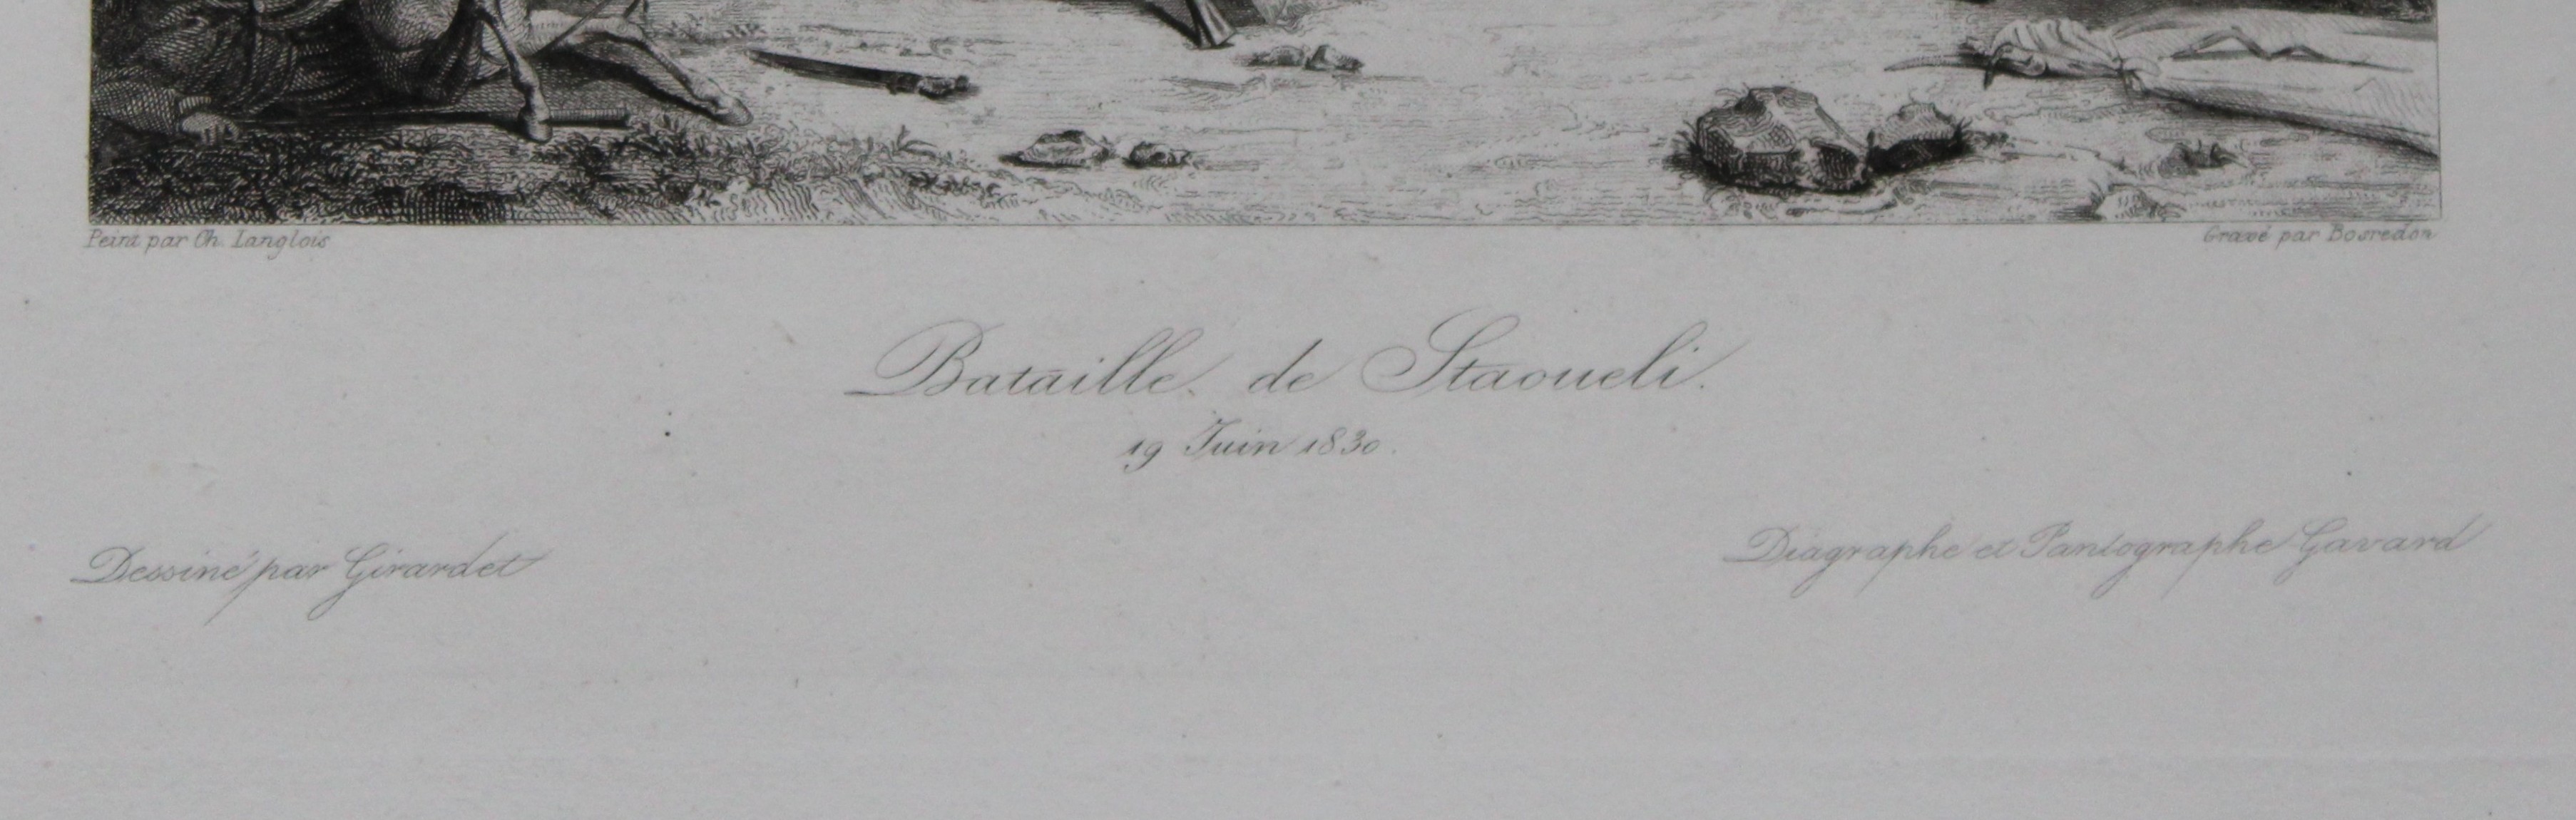 Peint par Ch. Langlois
Gravé par Bosredon
Bataille de Staoueli.
19 Juin 1830.
Dessiné par Girardet
Diagraphe et Pantographe Gavard